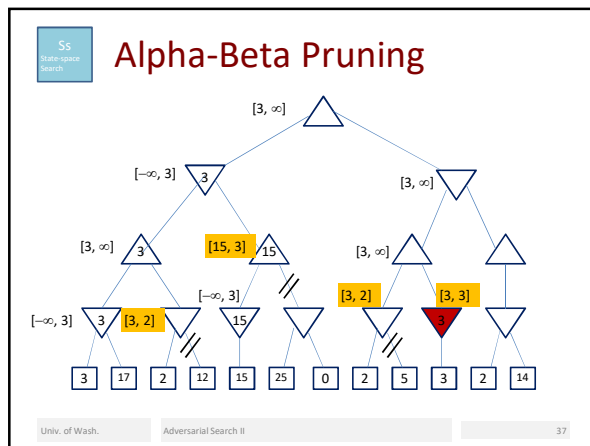 Ss
State-space
Search
Alpha-Beta Pruning
[3, ∞]
[−∞, 3]
3
[3, ∞]
[3, ∞]
3
[15, 3]
15
[3, ∞]
[−∞, 3]
3
[3, 2]
[−∞, 3]
15
[3, 2]
[3, 3]
3
3 17 2 12 15 25 0 2 5 3 2 14
Univ. of Wash. Adversarial Search II 37